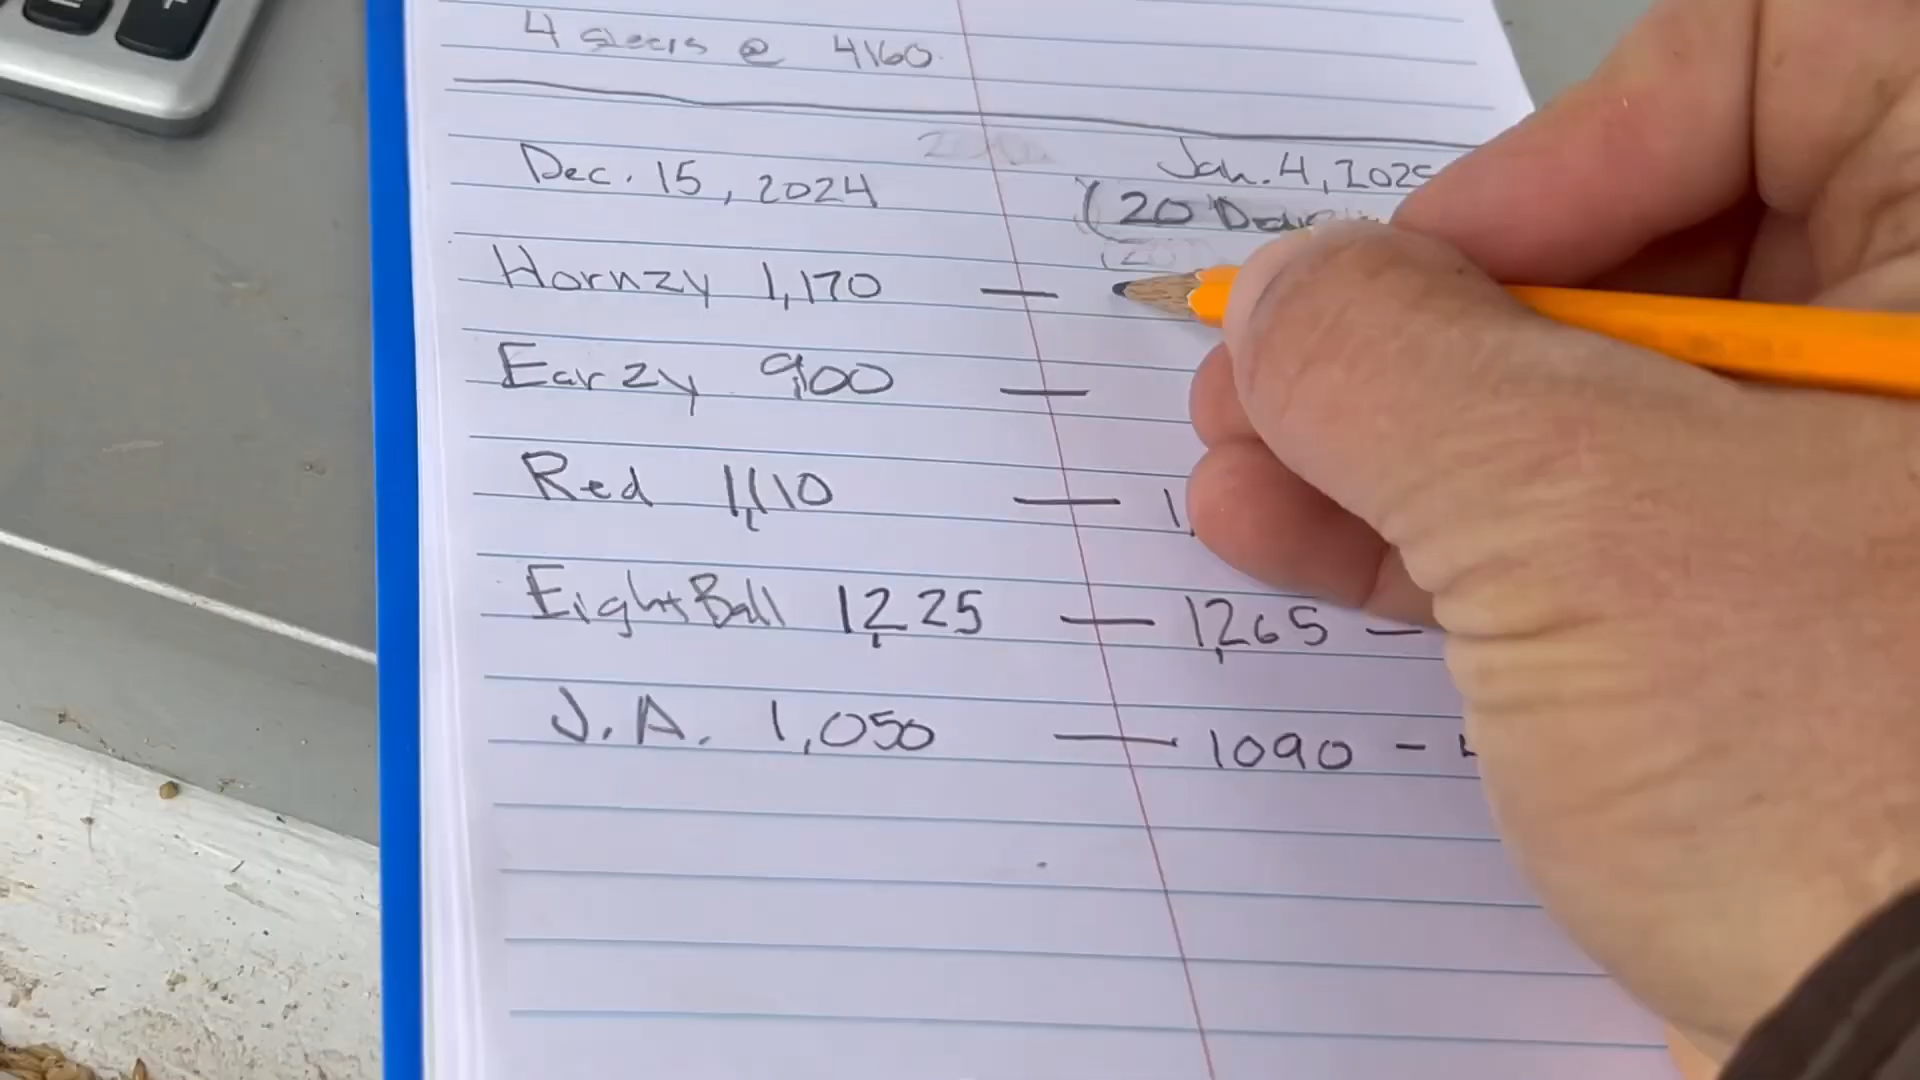 4 steers @ 4160
Dec. 15, 2024 Jan. 4, 2025
(20 Days
Hornzy 1,170 —
Earzy 900 —
Red 1,110 — 1,
EightBall 1,225 — 1,265 —
J.A. 1,050 — 1090 -